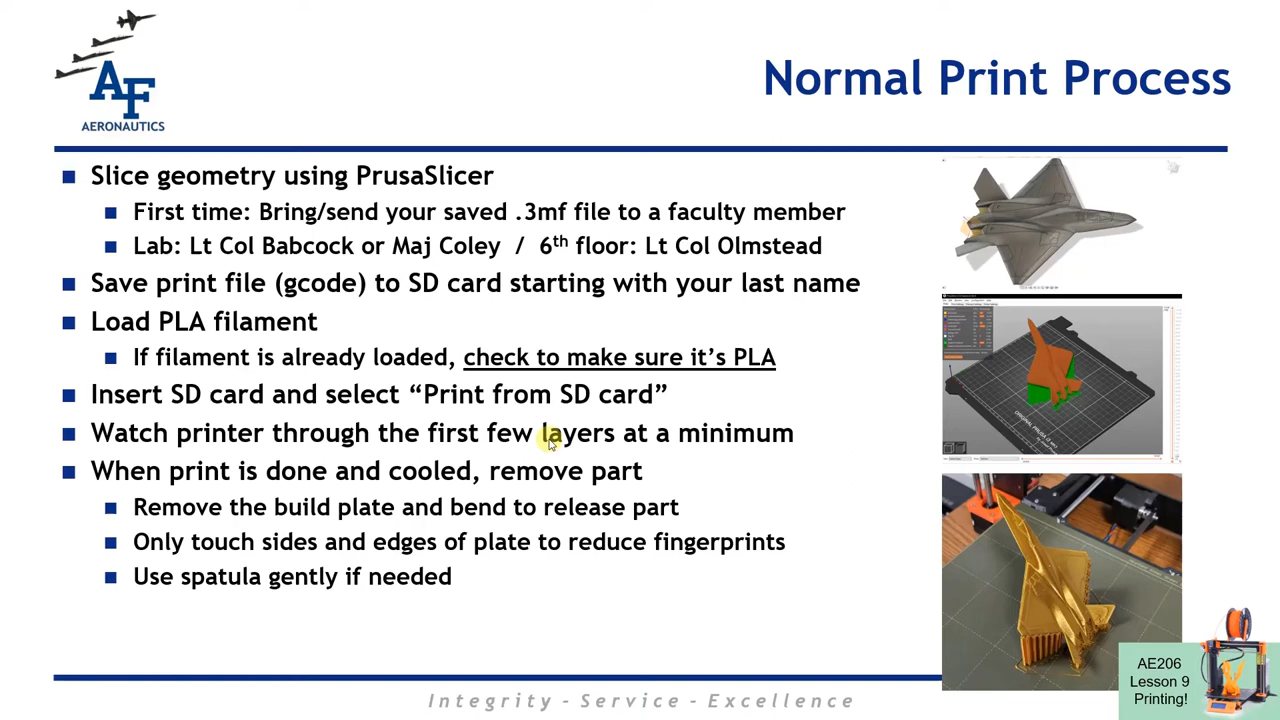 AF
AERONAUTICS
Normal Print Process
Slice geometry using PrusaSlicer
First time: Bring/send your saved .3mf file to a faculty member
Lab: Lt Col Babcock or Maj Coley / 6th floor: Lt Col Olmstead
Save print file (gcode) to SD card starting with your last name
Load PLA filament
If filament is already loaded, check to make sure it's PLA
Insert SD card and select “Print from SD card”
Watch printer through the first few layers at a minimum
When print is done and cooled, remove part
Remove the build plate and bend to release part
Only touch sides and edges of plate to reduce fingerprints
Use spatula gently if needed
AE206
Lesson 9
Printing!
Integrity - Service - Excellence